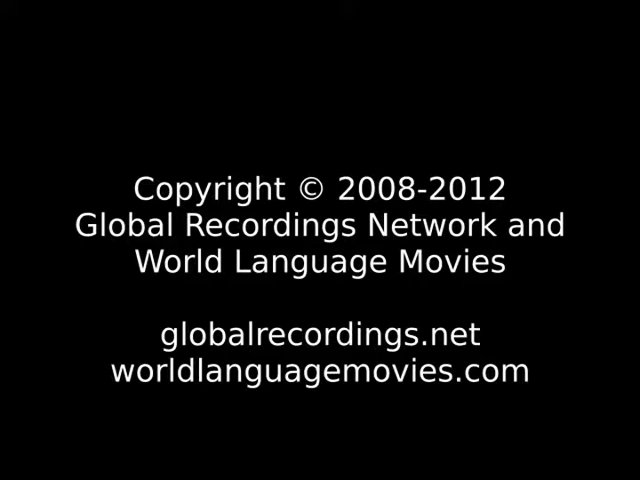 Copyright © 2008-2012
Global Recordings Network and
World Language Movies
globalrecordings.net
worldlanguagemovies.com